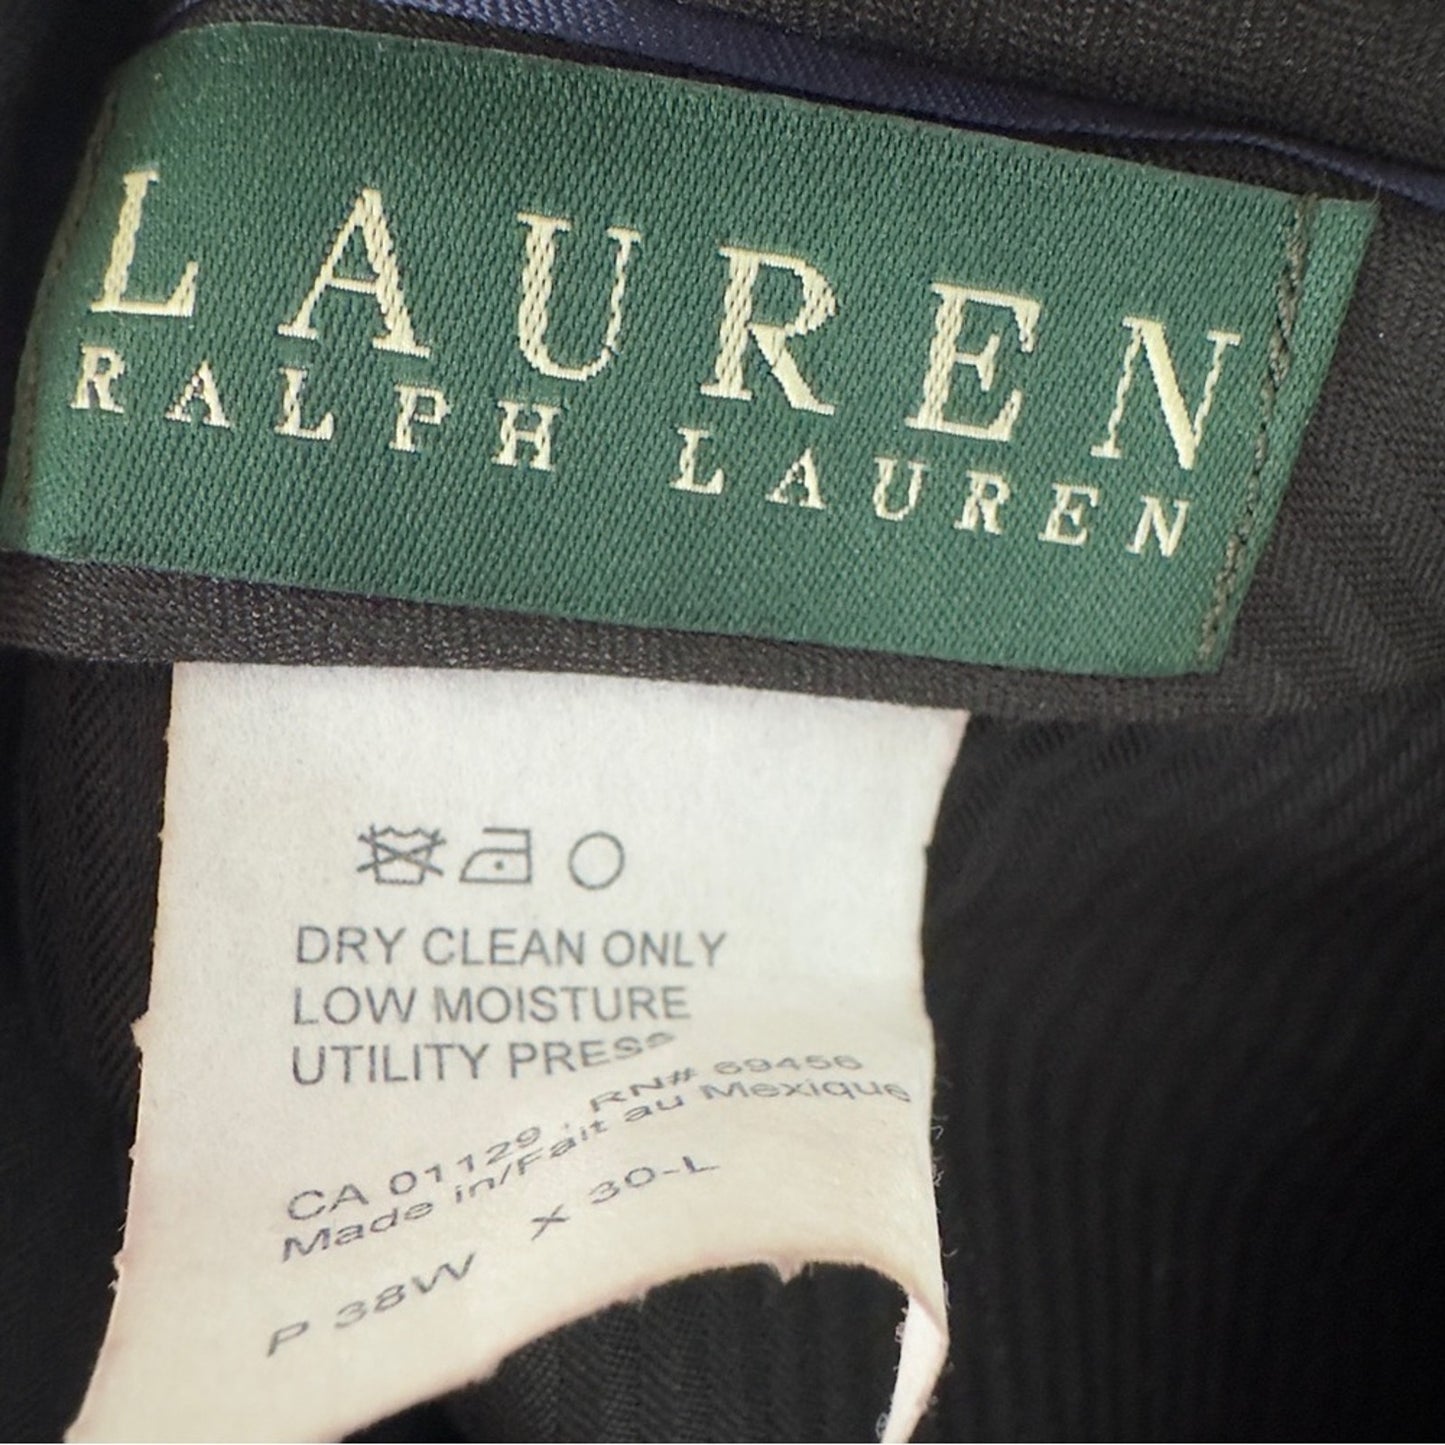 LAUREN
RALPH LAUREN
DRY CLEAN ONLY
LOW MOISTURE
UTILITY PRESS
CA 01129 . RN# 69456
Made in/Fait au Mexique
P 38W X 30-L